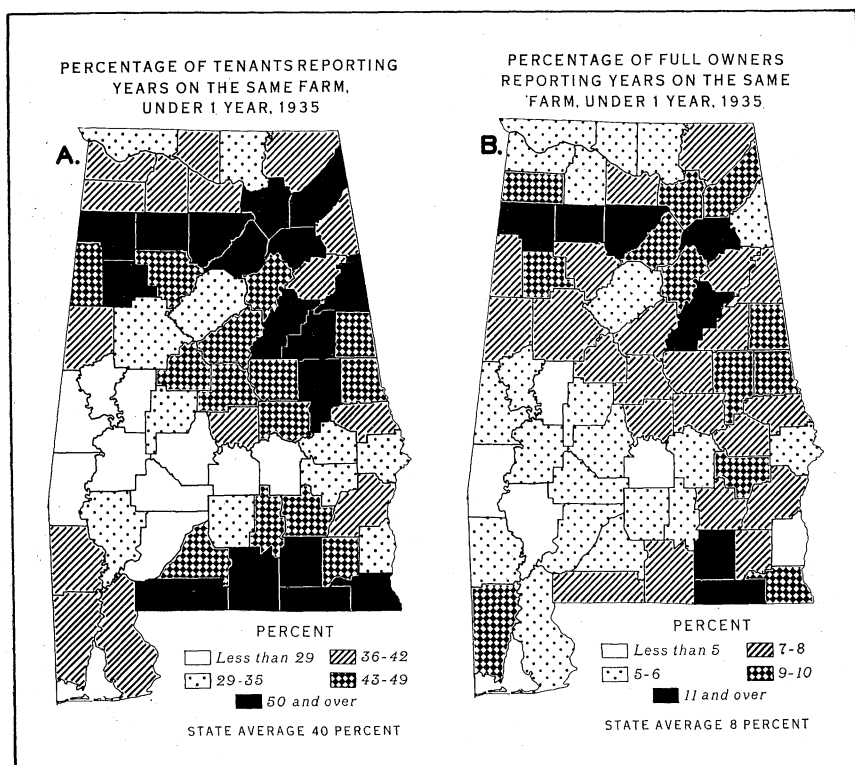 PERCENTAGE OF TENANTS REPORTING
YEARS ON THE SAME FARM,
UNDER 1 YEAR, 1935
A.
PERCENT
Less than 29
36-42
29-35
43-49
50 and over
STATE AVERAGE 40 PERCENT
PERCENTAGE OF FULL OWNERS
REPORTING YEARS ON THE SAME
FARM, UNDER 1 YEAR, 1935
B.
PERCENT
Less than 5
7-8
5-6
9-10
11 and over
STATE AVERAGE 8 PERCENT